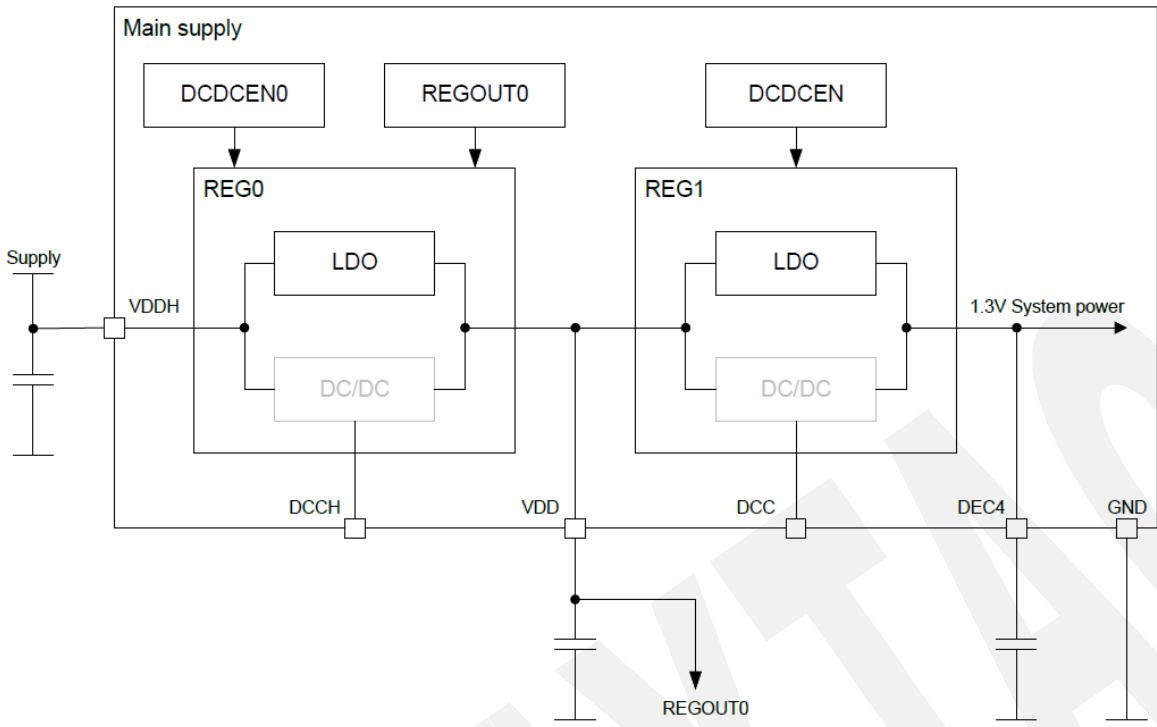 Main supply
DCDCEN0
REGOUT0
DCDCEN
REG0
REG1
LDO
LDO
Supply
VDDH
1.3V System power
DC/DC
DC/DC
DCCH
VDD
DCC
DEC4
GND
REGOUT0